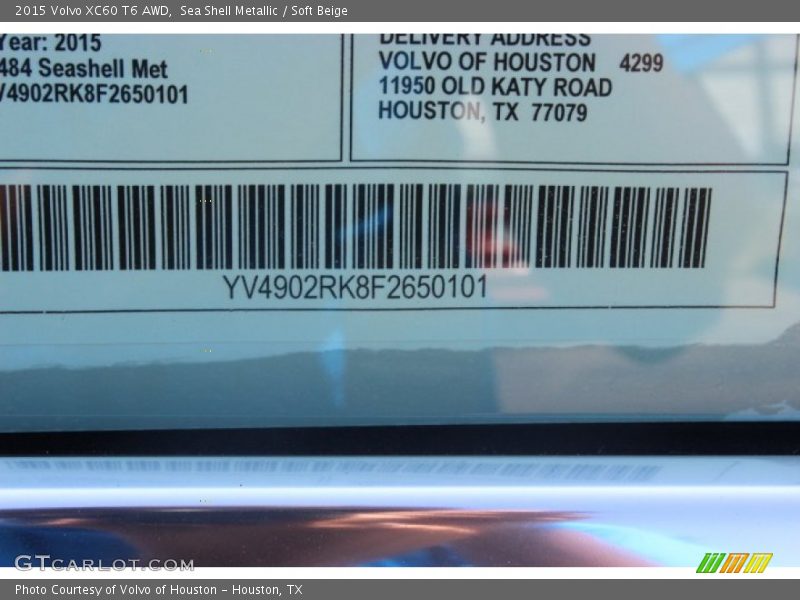 2015 Volvo XC60 T6 AWD, Sea Shell Metallic / Soft Beige
Year: 2015
484 Seashell Met
V4902RK8F2650101
DELIVERY ADDRESS
VOLVO OF HOUSTON 4299
11950 OLD KATY ROAD
HOUSTON, TX 77079
YV4902RK8F2650101
GTCARLOT.COM
Photo Courtesy of Volvo of Houston - Houston, TX